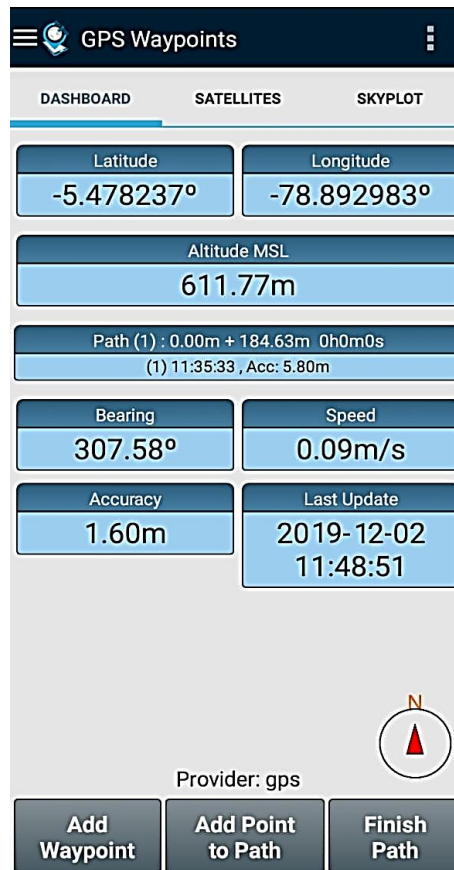 GPS Waypoints
DASHBOARD SATELLITES SKYPLOT
Latitude Longitude
-5.478237º -78.892983º
Altitude MSL
611.77m
Path (1) : 0.00m + 184.63m 0h0m0s
(1) 11:35:33 , Acc: 5.80m
Bearing Speed
307.58º 0.09m/s
Accuracy Last Update
1.60m 2019-12-02
11:48:51
N
Provider: gps
Add Add Point Finish
Waypoint to Path Path